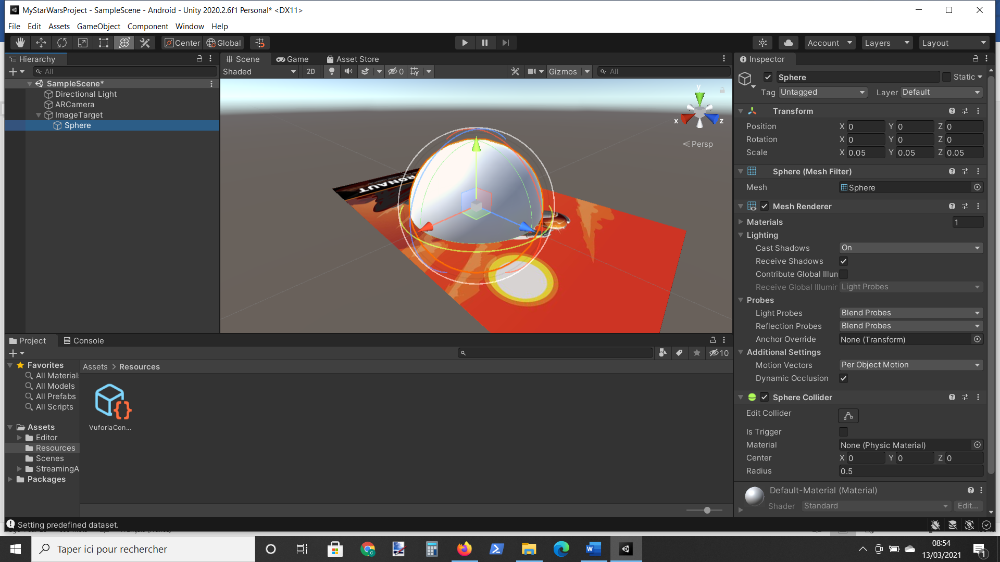 MyStarWarsProject - SampleScene - Android - Unity 2020.2.6f1 Personal* <DX11>
File Edit Assets GameObject Component Window Help
Center Global Account Layers Layout
Hierarchy
All
SampleScene*
Directional Light
ARCamera
ImageTarget
Sphere
Scene Game Asset Store
Shaded 2D 0 Gizmos All
y
x z
Persp
RONAUT
Inspector
Sphere Static
Tag Untagged Layer Default
Transform
Position X 0 Y 0 Z 0
Rotation X 0 Y 0 Z 0
Scale X 0.05 Y 0.05 Z 0.05
Sphere (Mesh Filter)
Mesh Sphere
Mesh Renderer
Materials 1
Lighting
Cast Shadows On
Receive Shadows
Contribute Global Illum
Receive Global Illumir Light Probes
Probes
Light Probes Blend Probes
Reflection Probes Blend Probes
Anchor Override None (Transform)
Additional Settings
Motion Vectors Per Object Motion
Dynamic Occlusion
Sphere Collider
Edit Collider
Is Trigger
Material None (Physic Material)
Center X 0 Y 0 Z 0
Radius 0.5
Default-Material (Material)
Shader Standard Edit...
Project Console
10
Favorites
All Materials
All Models
All Prefabs
All Scripts
Assets
Editor
Resources
Scenes
StreamingA
Packages
Assets > Resources
VuforiaCon...
Setting predefined dataset.
Taper ici pour rechercher
08:54
13/03/2021
1